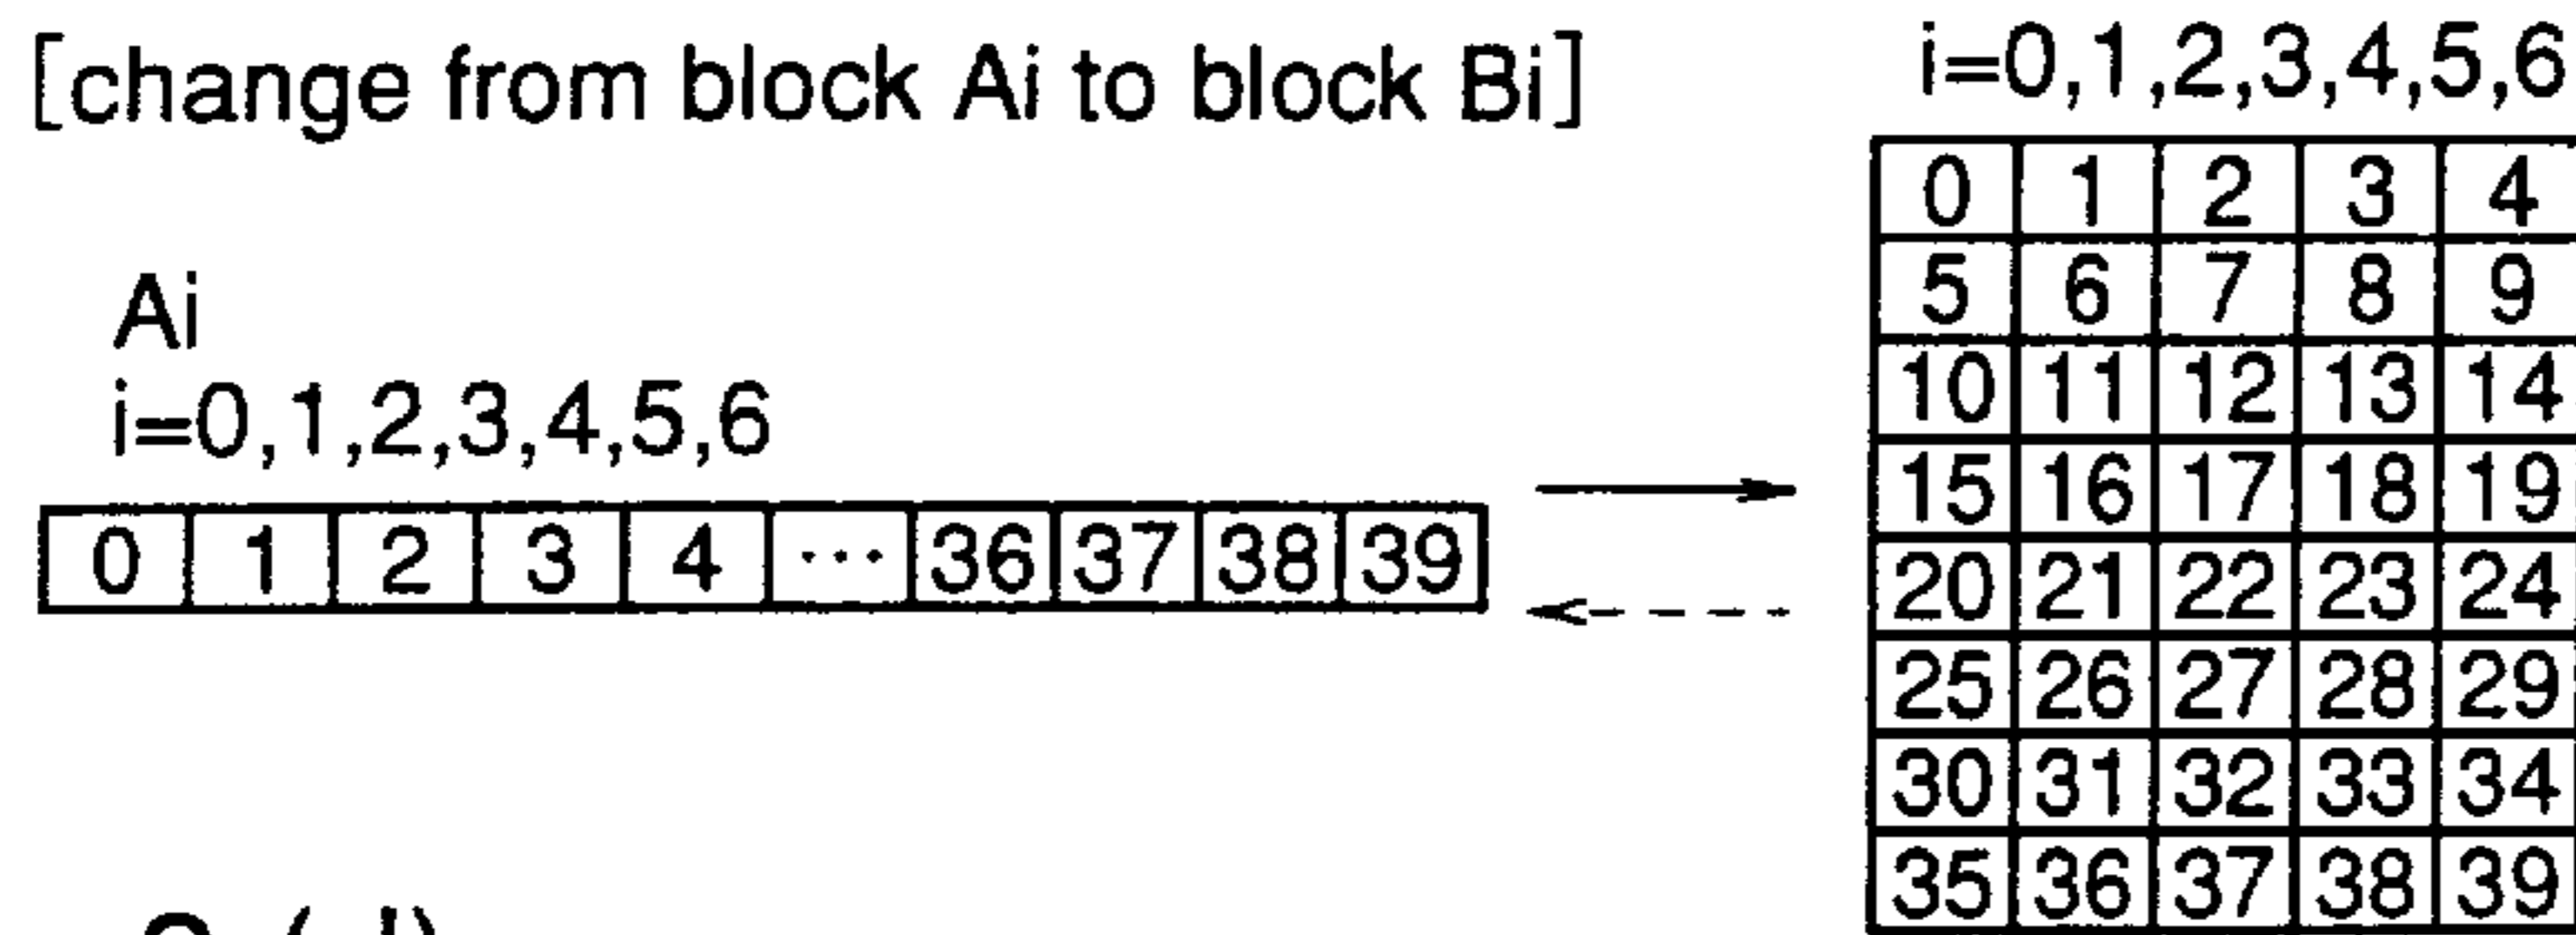 [change from block Ai to block Bi]
i=0,1,2,3,4,5,6
Ai
i=0,1,2,3,4,5,6
0 1 2 3 4 ··· 36 37 38 39
0 1 2 3 4
5 6 7 8 9
10 11 12 13 14
15 16 17 18 19
20 21 22 23 24
25 26 27 28 29
30 31 32 33 34
35 36 37 38 39